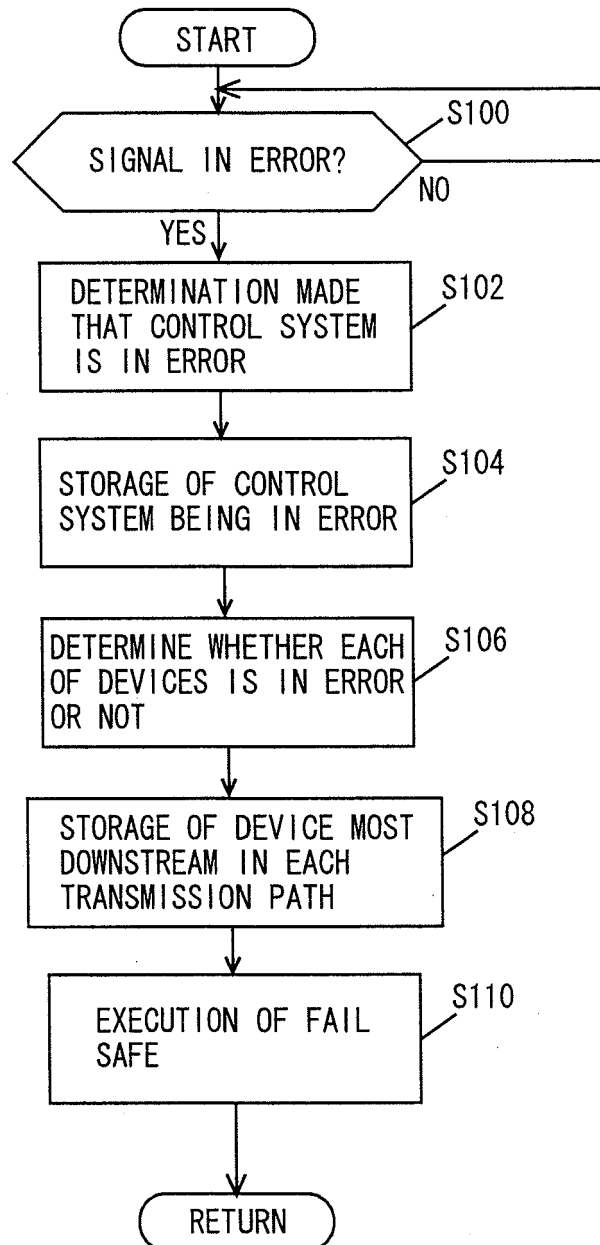 START
S100
SIGNAL IN ERROR?
NO
YES
S102
DETERMINATION MADE
THAT CONTROL SYSTEM
IS IN ERROR
S104
STORAGE OF CONTROL
SYSTEM BEING IN ERROR
S106
DETERMINE WHETHER EACH
OF DEVICES IS IN ERROR
OR NOT
S108
STORAGE OF DEVICE MOST
DOWNSTREAM IN EACH
TRANSMISSION PATH
S110
EXECUTION OF FAIL
SAFE
RETURN